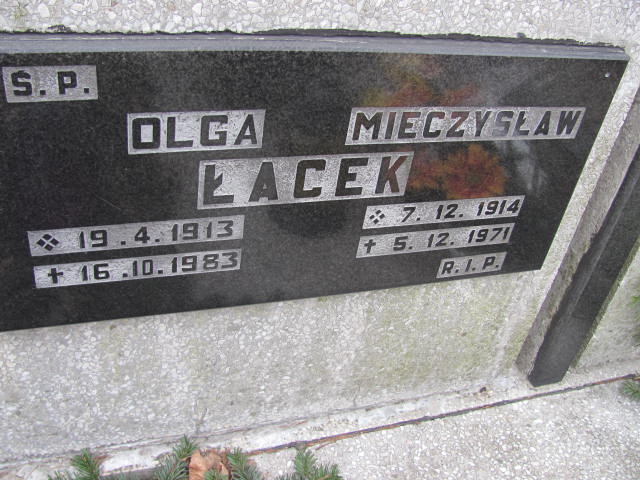 Ś. P.
OLGA MIECZYSŁAW
ŁACEK
19.4.1913
16.10.1983
7.12.1914
5.12.1971
R.I.P.